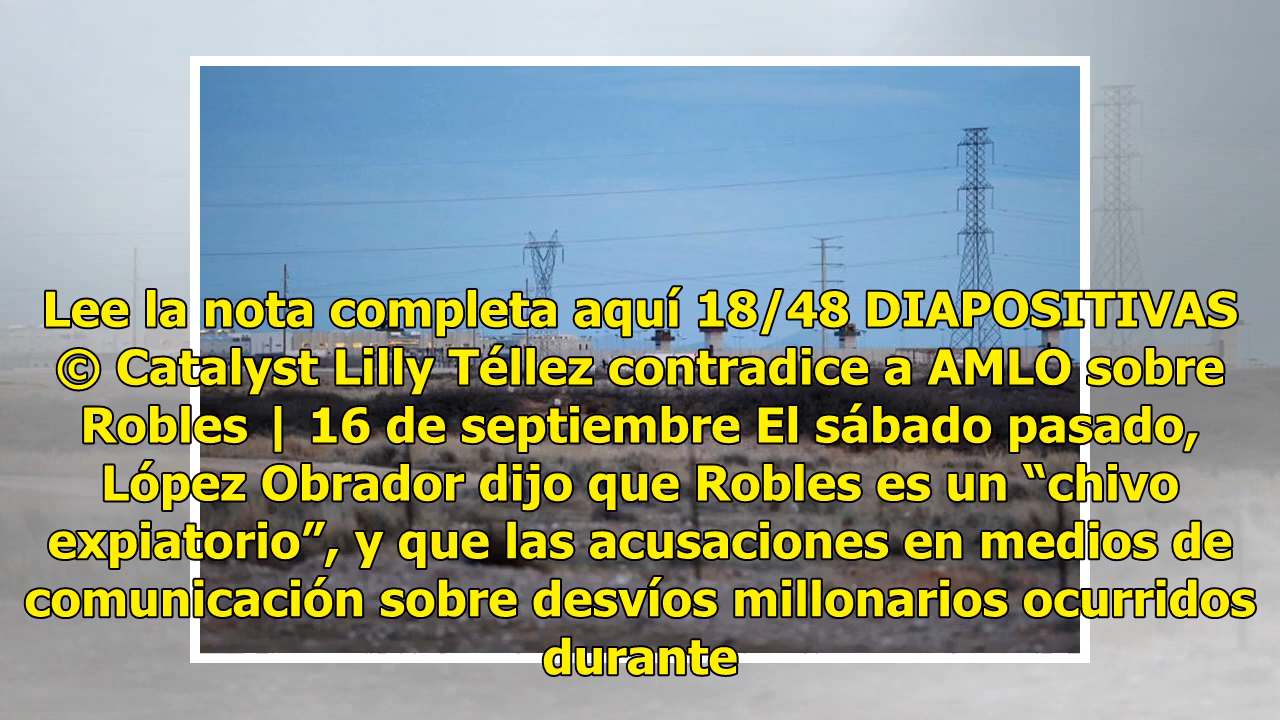 Lee la nota completa aquí 18/48 DIAPOSITIVAS
© Catalyst Lilly Téllez contradice a AMLO sobre
Robles | 16 de septiembre El sábado pasado,
López Obrador dijo que Robles es un “chivo
expiatorio”, y que las acusaciones en medios de
comunicación sobre desvíos millonarios ocurridos
durante